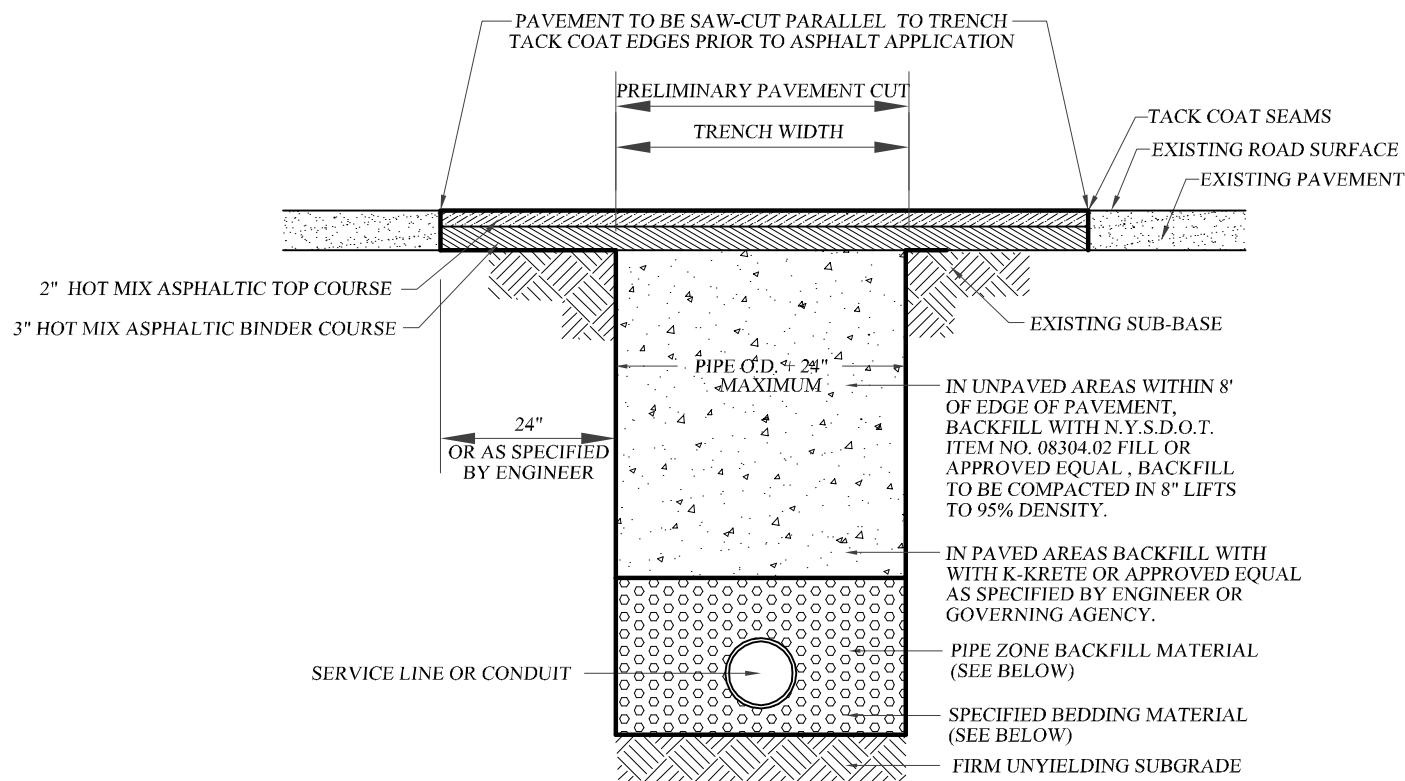 PAVEMENT TO BE SAW-CUT PARALLEL TO TRENCH
TACK COAT EDGES PRIOR TO ASPHALT APPLICATION
PRELIMINARY PAVEMENT CUT
TRENCH WIDTH
TACK COAT SEAMS
EXISTING ROAD SURFACE
EXISTING PAVEMENT
2" HOT MIX ASPHALTIC TOP COURSE
3" HOT MIX ASPHALTIC BINDER COURSE
EXISTING SUB-BASE
PIPE O.D. + 24"
MAXIMUM
24"
OR AS SPECIFIED
BY ENGINEER
IN UNPAVED AREAS WITHIN 8'
OF EDGE OF PAVEMENT,
BACKFILL WITH N.Y.S.D.O.T.
ITEM NO. 08304.02 FILL OR
APPROVED EQUAL , BACKFILL
TO BE COMPACTED IN 8" LIFTS
TO 95% DENSITY.
IN PAVED AREAS BACKFILL WITH
WITH K-KRETE OR APPROVED EQUAL
AS SPECIFIED BY ENGINEER OR
GOVERNING AGENCY.
PIPE ZONE BACKFILL MATERIAL
(SEE BELOW)
SERVICE LINE OR CONDUIT
SPECIFIED BEDDING MATERIAL
(SEE BELOW)
FIRM UNYIELDING SUBGRADE